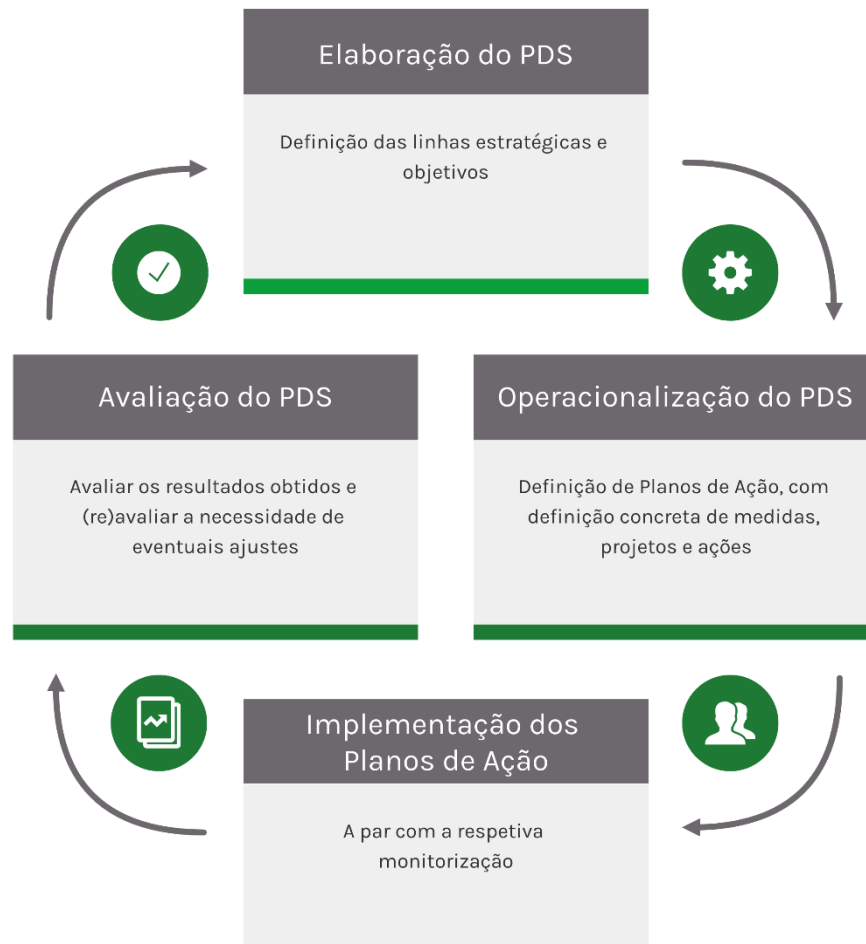 Elaboração do PDS
Definição das linhas estratégicas e
objetivos
Avaliação do PDS
Avaliar os resultados obtidos e
(re)avaliar a necessidade de
eventuais ajustes
Operacionalização do PDS
Definição de Planos de Ação, com
definição concreta de medidas,
projetos e ações
Implementação dos
Planos de Ação
A par com a respetiva
monitorização